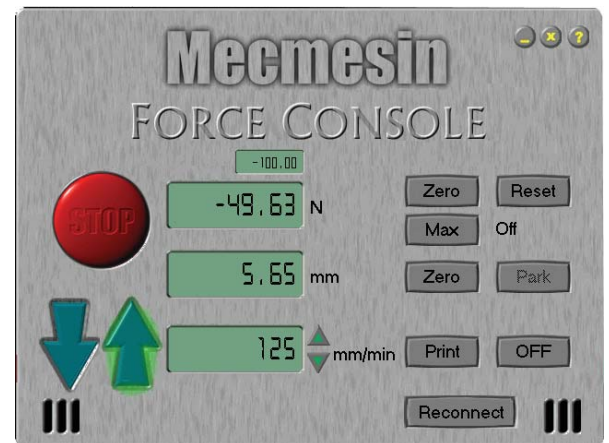 Mecmesin
FORCE CONSOLE
-100.00
STOP
-49.63 N
Zero Reset
Max Off
5.65 mm
Zero Park
125 mm/min
Print OFF
Reconnect